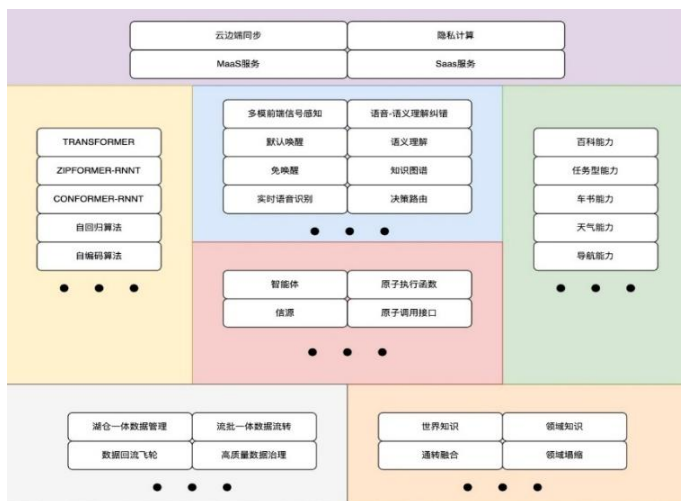 云边端同步
隐私计算
MaaS服务
Saas服务
TRANSFORMER
ZIPFORMER-RNNT
CONFORMER-RNNT
自回归算法
自编码算法
多模前端信号感知
语音-语义理解纠错
默认唤醒
语义理解
免唤醒
知识图谱
实时语音识别
决策路由
百科能力
任务型能力
车书能力
天气能力
导航能力
智能体
原子执行函数
信源
原子调用接口
湖仓一体数据管理
流批一体数据流转
数据回流飞轮
高质量数据治理
世界知识
领域知识
通转融合
领域塌缩